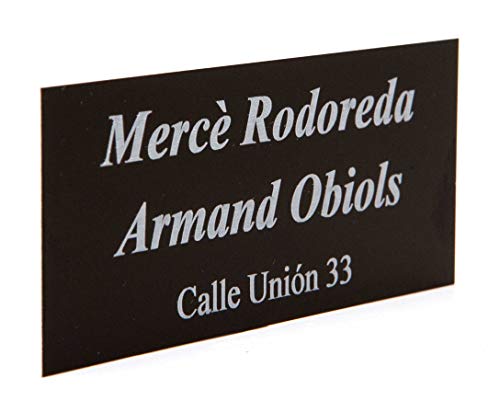 Mercè Rodoreda
Armand Obiols
Calle Unión 33